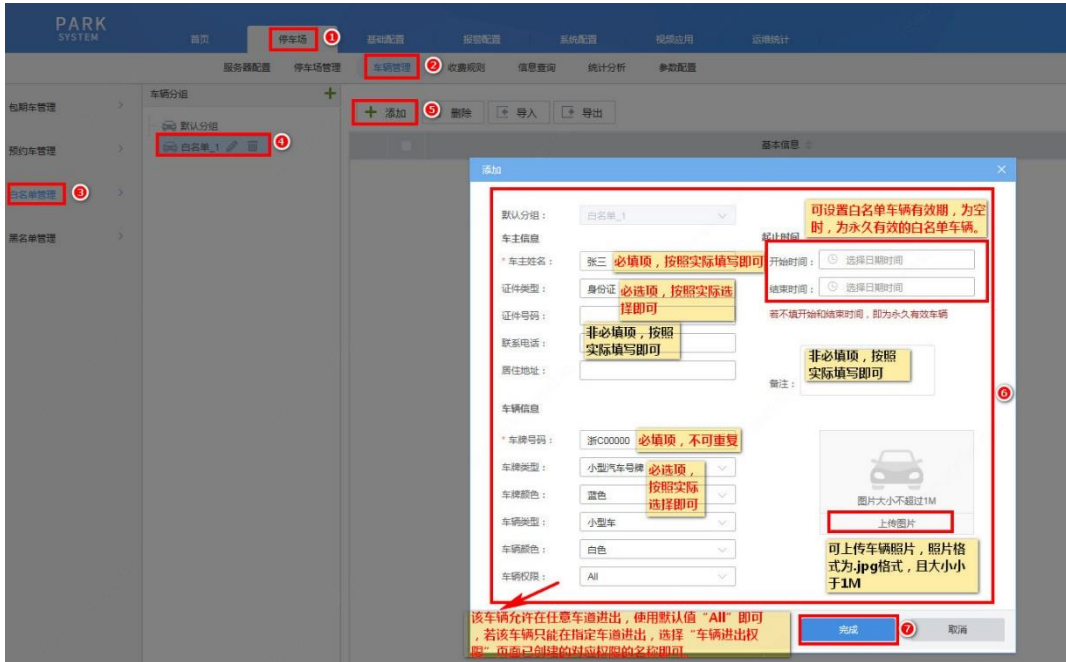 PARK
SYSTEM
首页
停车场
1
基础配置
报警配置
系统配置
视频应用
运维统计
服务器配置
停车场管理
车辆管理
2
收费规则
信息查询
统计分析
参数配置
包期车管理
预约车管理
白名单管理
3
黑名单管理
车辆分组
默认分组
白名单_1
4
添加
5
删除
导入
导出
基本信息
添加
默认分组：
白名单_1
可设置白名单车辆有效期，为空
时，为永久有效的白名单车辆。
车主信息
起止时间
* 车主姓名：
张三
必填项，按照实际填写即可
开始时间：
选择日期时间
证件类型：
身份证
必选项，按照实际选
择即可
结束时间：
选择日期时间
证件号码：
若不填开始和结束时间，即为永久有效车辆
联系电话：
非必填项，按照
实际填写即可
居住地址：
备注：
非必填项，按照
实际填写即可
6
车辆信息
* 车牌号码：
浙C00000
必填项，不可重复
车牌类型：
小型汽车号牌
必选项，
按照实际
选择即可
车牌颜色：
蓝色
车辆类型：
小型车
车辆颜色：
白色
车辆权限：
All
图片大小不超过1M
上传图片
可上传车辆照片，照片格
式为.jpg格式，且大小小
于1M
该车辆允许在任意车道进出，使用默认值“All”即可
，若该车辆只能在指定车道进出，选择“车辆进出权
限”页面已创建的对应权限的名称即可。
完成
7
取消